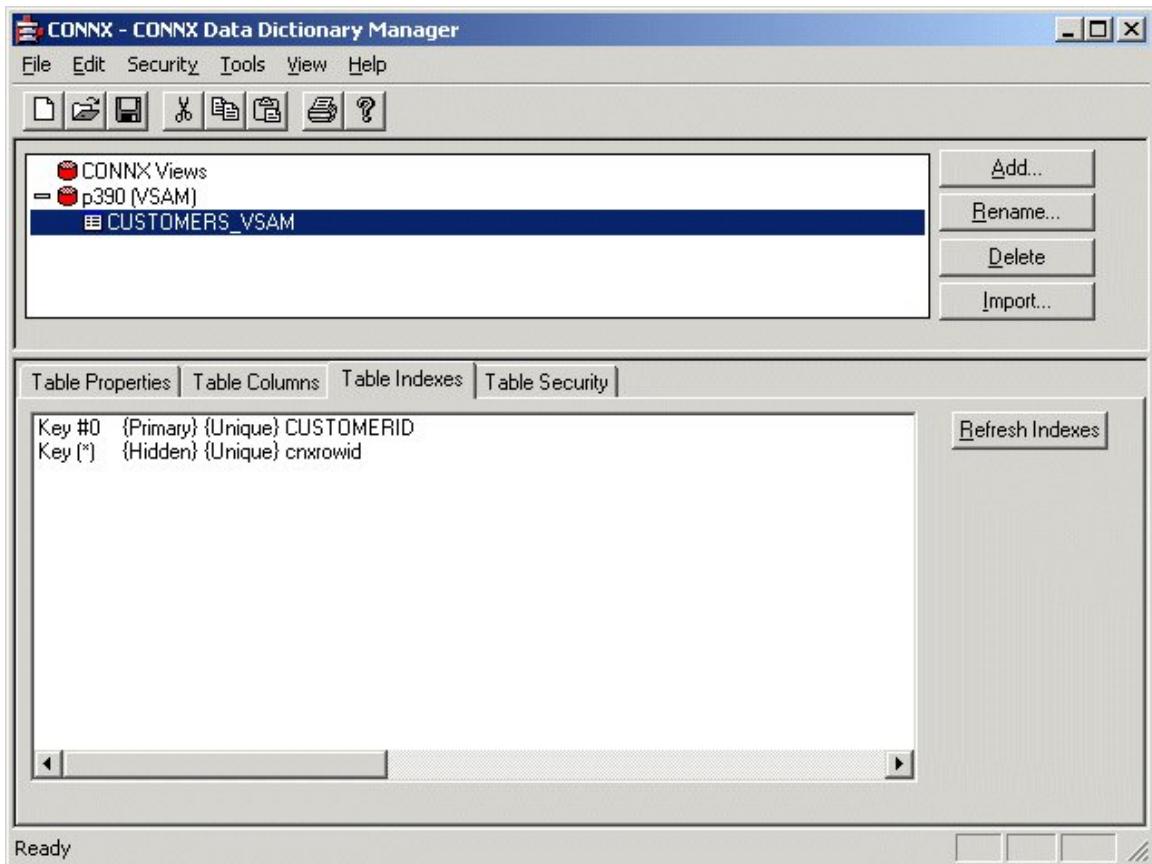 CONNX - CONNX Data Dictionary Manager
File Edit Security Tools View Help
CONNX Views
p390 (VSAM)
CUSTOMERS_VSAM
Add...
Rename...
Delete
Import...
Table Properties Table Columns Table Indexes Table Security
Key #0 {Primary} {Unique} CUSTOMERID
Key (*) {Hidden} {Unique} cnxrowid
Refresh Indexes
Ready